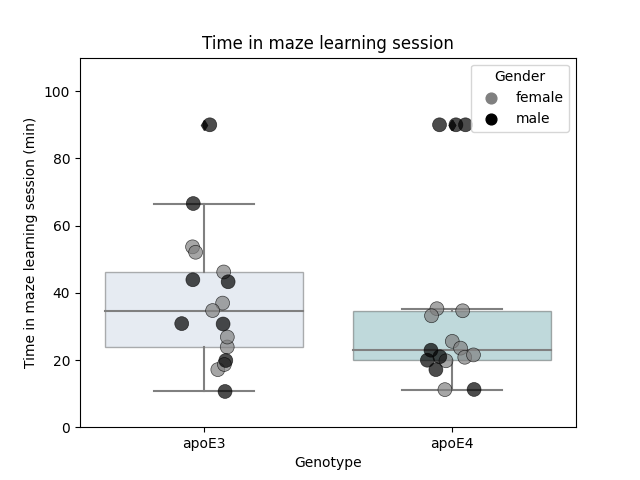 Time in maze learning session
Gender
female
male
Time in maze learning session (min)
100
80
60
40
20
0
apoE3
apoE4
Genotype